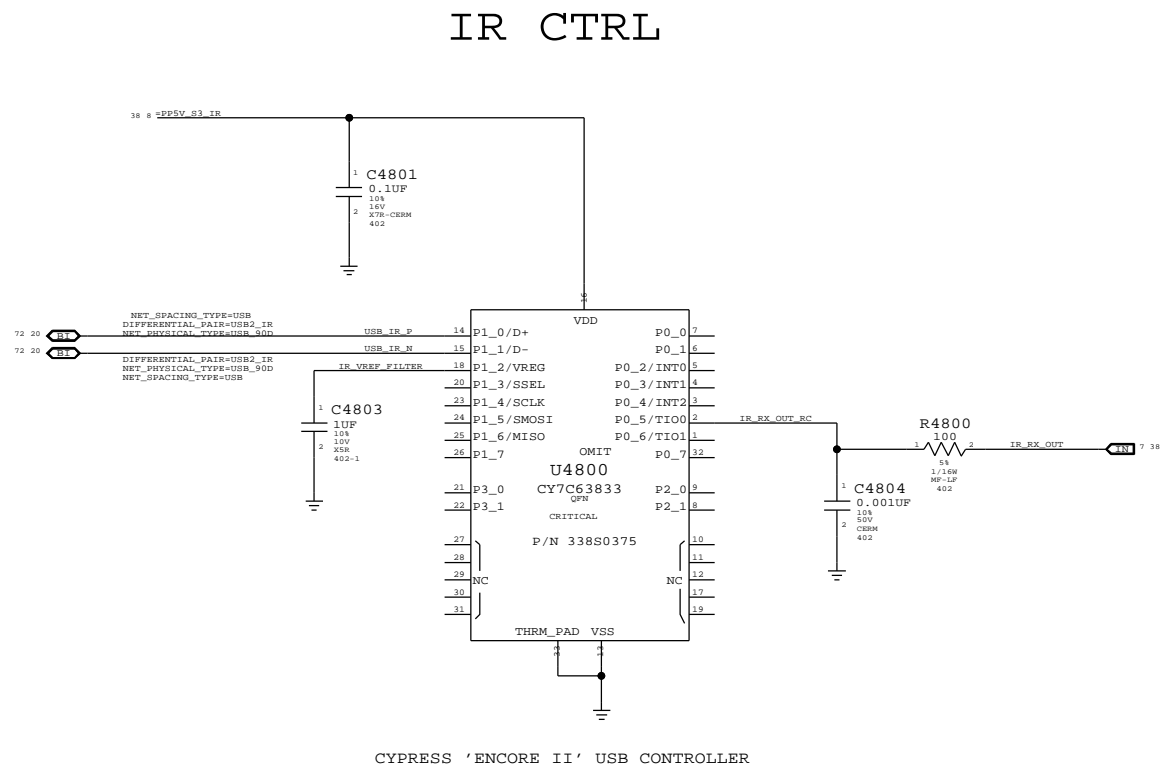 IR CTRL
38 8 =PP5V_S3_IR
1 C4801
0.1UF
10%
16V
2 X7R-CERM
402
16
VDD
NET_SPACING_TYPE=USB
DIFFERENTIAL_PAIR=USB2_IR
NET_PHYSICAL_TYPE=USB_90D
72 20 BI USB_IR_P 14 P1_0/D+ P0_0 7
72 20 BI USB_IR_N 15 P1_1/D- P0_1 6
DIFFERENTIAL_PAIR=USB2_IR
NET_PHYSICAL_TYPE=USB_90D
NET_SPACING_TYPE=USB
IR_VREF_FILTER 18 P1_2/VREG P0_2/INT0 5
20 P1_3/SSEL P0_3/INT1 4
23 P1_4/SCLK P0_4/INT2 3
24 P1_5/SMOSI P0_5/TIO0 2 IR_RX_OUT_RC
25 P1_6/MISO P0_6/TIO1 1
26 P1_7 P0_7 32
1 C4803
1UF
10%
2 10V
X5R
402-1
R4800
100
1 2 IR_RX_OUT IN 7 38
5%
1/16W
MF-LF
402
OMIT
U4800
CY7C63833
QFN
CRITICAL
P/N 338S0375
21 P3_0 P2_0 9
22 P3_1 P2_1 8
1 C4804
0.001UF
10%
2 50V
CERM
402
27 10
28 11
29 NC NC 12
30 17
31 19
THRM_PAD VSS
33 13
CYPRESS 'ENCORE II' USB CONTROLLER